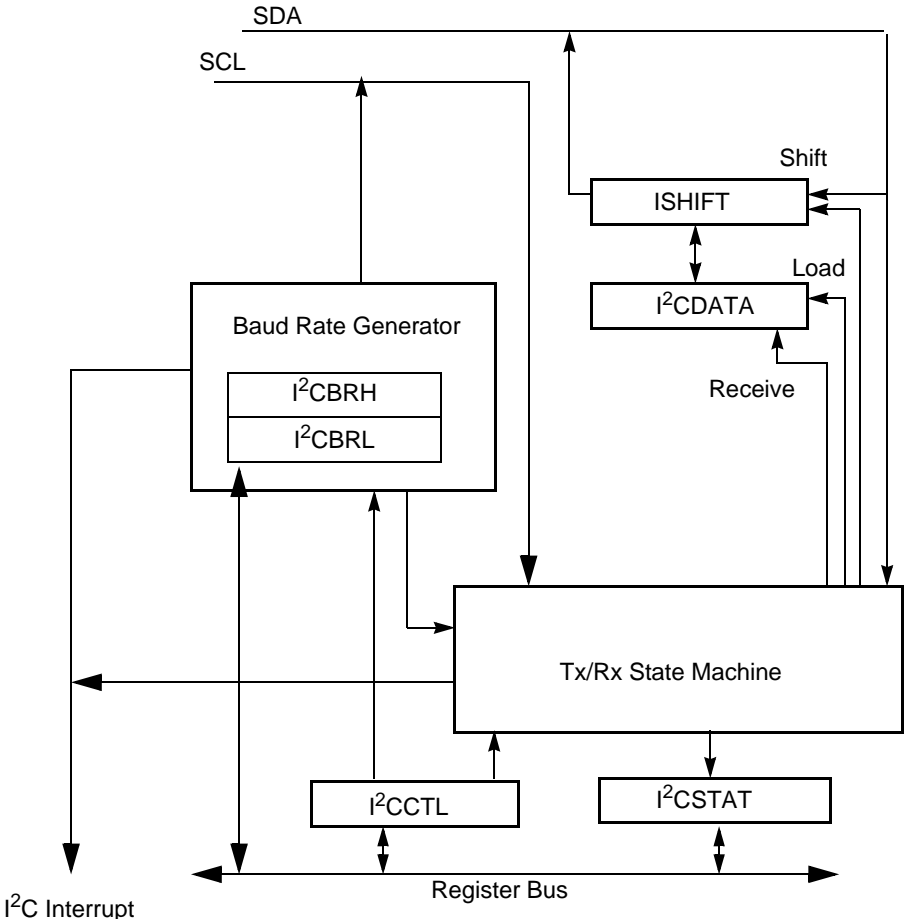 SDA
SCL
Shift
ISHIFT
Load
I²CDATA
Baud Rate Generator
Receive
I²CBRH
I²CBRL
Tx/Rx State Machine
I²CCTL
I²CSTAT
Register Bus
I²C Interrupt